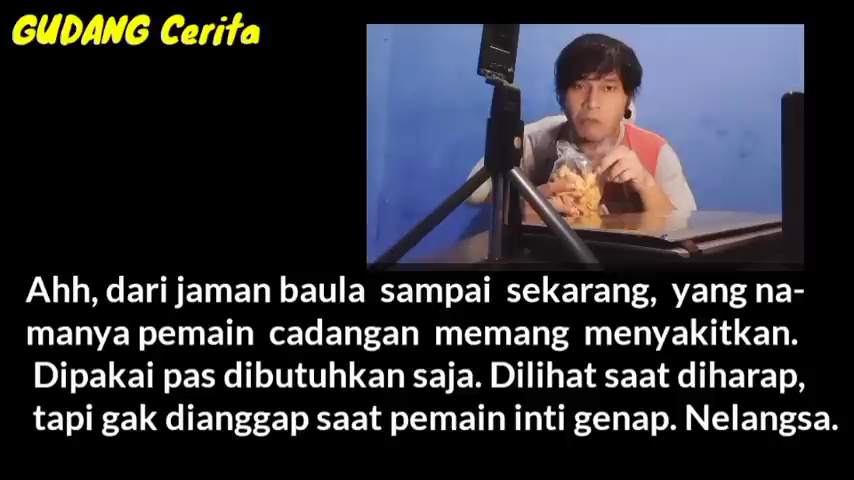 GUDANG Cerita
Ahh, dari jaman baula sampai sekarang, yang na-
manya pemain cadangan memang menyakitkan.
Dipakai pas dibutuhkan saja. Dilihat saat diharap,
tapi gak dianggap saat pemain inti genap. Nelangsa.